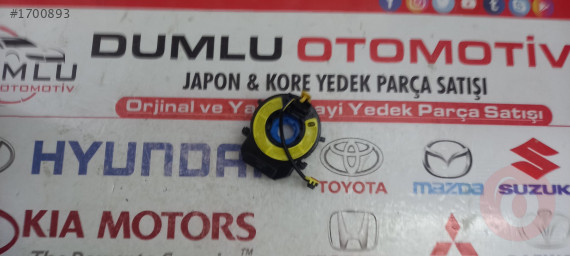 #1700893
DUMLU OTOMOTİV
MLU
OTOMOTİV
JAPON & KORE YEDEK PARÇA SATIŞI
Orjinal ve Yan Sanayi Yedek Parça Satışı
HYUNDAI
TOYOTA
mazda
SUZUKI
KIA MOTORS
TM